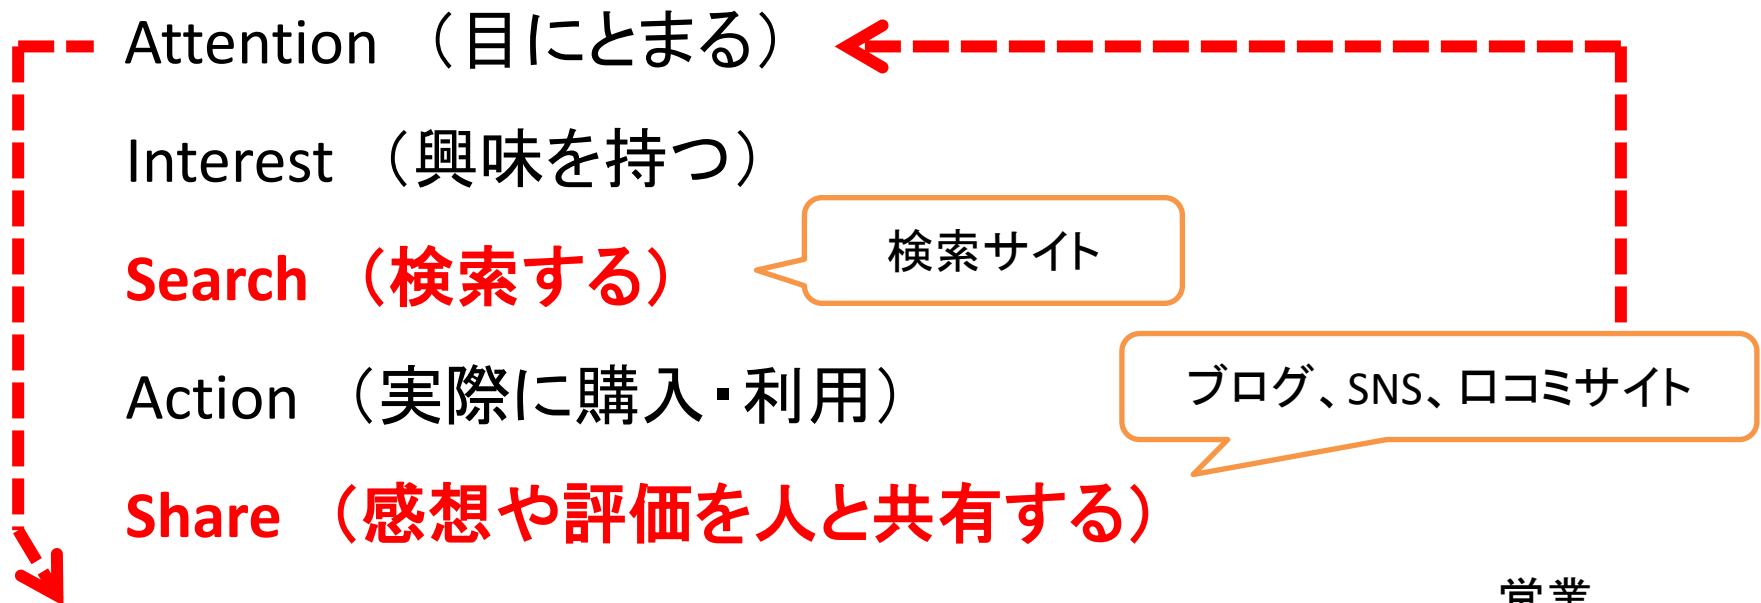 Attention （目にとまる）
Interest （興味を持つ）
Search （検索する）
検索サイト
Action （実際に購入・利用）
ブログ、SNS、口コミサイト
Share （感想や評価を人と共有する）
営業